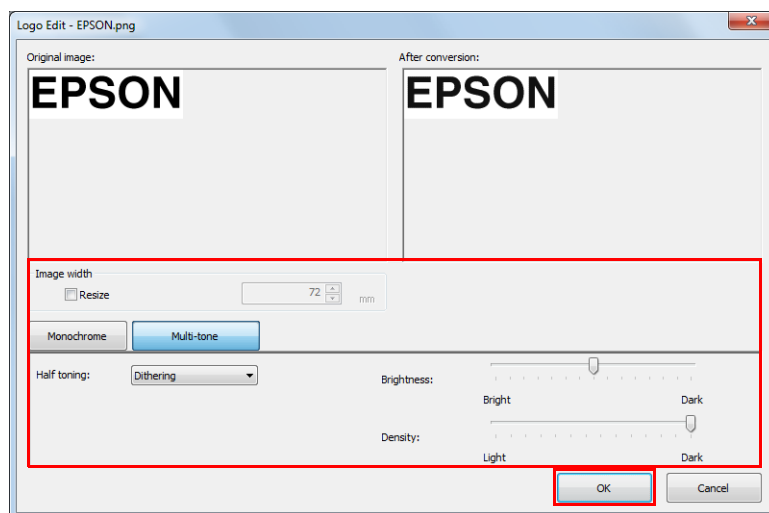 Logo Edit - EPSON.png
Original image:
After conversion:
EPSON
EPSON
Image width
Resize
72
mm
Monochrome
Multi-tone
Half toning:
Dithering
Brightness:
Bright
Dark
Density:
Light
Dark
OK
Cancel